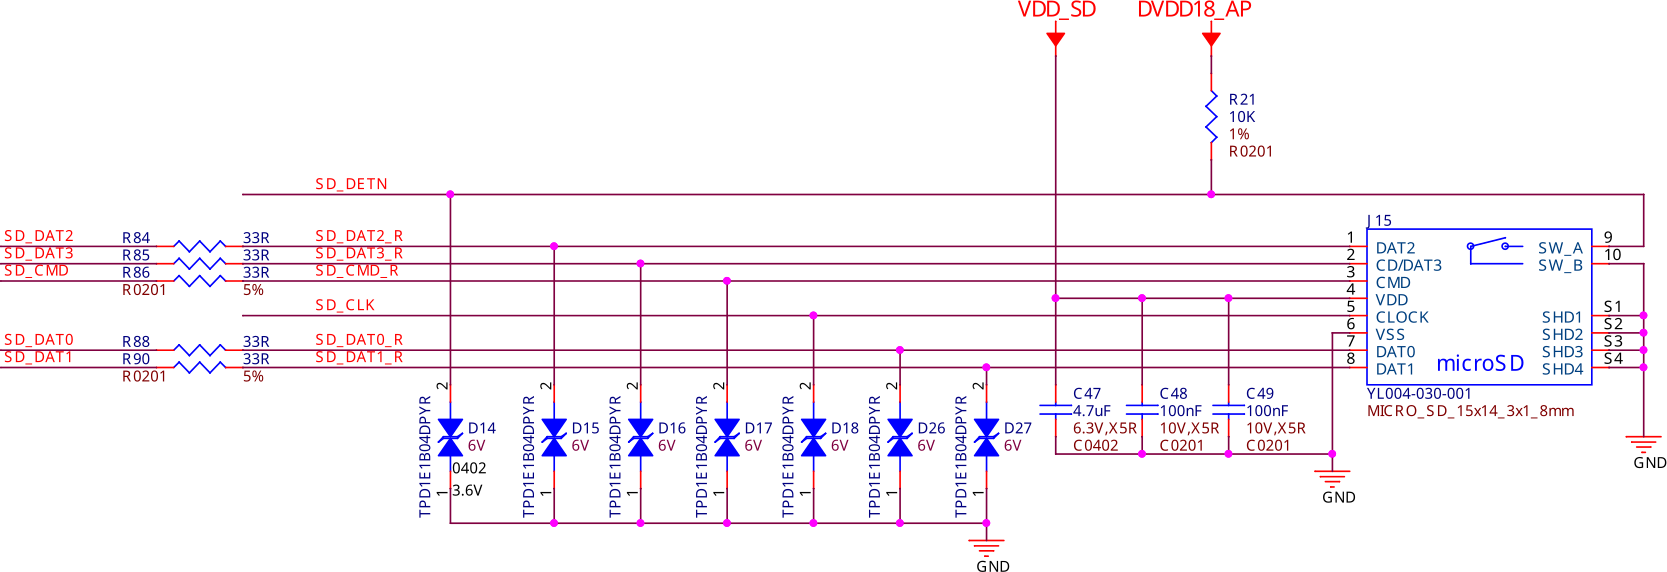 VDD_SD
DVDD18_AP
R21
10K
1%
R0201
SD_DETN
SD_DAT2
R84
33R
SD_DAT2_R
SD_DAT3
R85
33R
SD_DAT3_R
SD_CMD
R86
33R
SD_CMD_R
R0201
5%
SD_CLK
SD_DAT0
R88
33R
SD_DAT0_R
SD_DAT1
R90
33R
SD_DAT1_R
R0201
5%
J15
1 DAT2
2 CD/DAT3
3 CMD
4 VDD
5 CLOCK
6 VSS
7 DAT0
8 DAT1
SW_A 9
SW_B 10
SHD1 S1
SHD2 S2
SHD3 S3
SHD4 S4
microSD
YL004-030-001
MICRO_SD_15x14_3x1_8mm
2
TPD1E1B04DPYR
D14
6V
0402
3.6V
1
2
TPD1E1B04DPYR
D15
6V
1
2
TPD1E1B04DPYR
D16
6V
1
2
TPD1E1B04DPYR
D17
6V
1
2
TPD1E1B04DPYR
D18
6V
1
2
TPD1E1B04DPYR
D26
6V
1
2
TPD1E1B04DPYR
D27
6V
1
C47
4.7uF
6.3V,X5R
C0402
C48
100nF
10V,X5R
C0201
C49
100nF
10V,X5R
C0201
GND
GND
GND